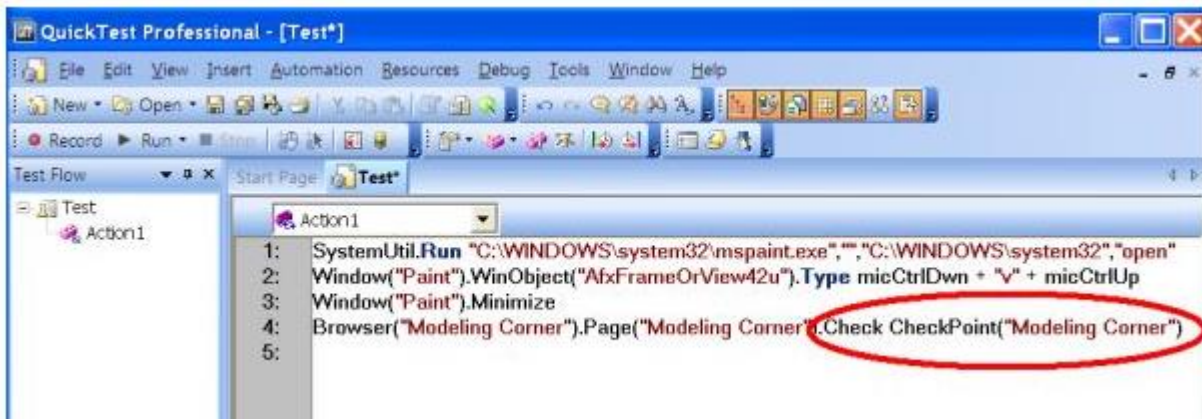 QuickTest Professional - [Test*]
File Edit View Insert Automation Resources Debug Tools Window Help
New Open
Record Run Stop
Test Flow
Start Page Test*
Test
Action1
Action1
1: SystemUtil.Run "C:\WINDOWS\system32\mspaint.exe","","C:\WINDOWS\system32","open"
2: Window("Paint").WinObject("AfxFrameOrView42u").Type micCtrlDwn + "v" + micCtrlUp
3: Window("Paint").Minimize
4: Browser("Modeling Corner").Page("Modeling Corner").Check CheckPoint("Modeling Corner")
5: